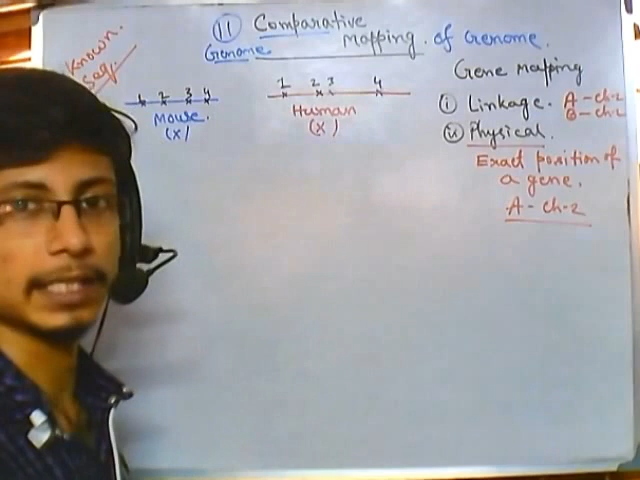 11 Comparative
Genome Mapping of Genome.
Known
Seq.
1 2 3 4
Mouse.
(X)
1 2 3 4
Human
(X)
Gene mapping
(i) Linkage. A - ch-2
B - ch-2
(ii) Physical.
Exact position of
a gene.
A - ch-2